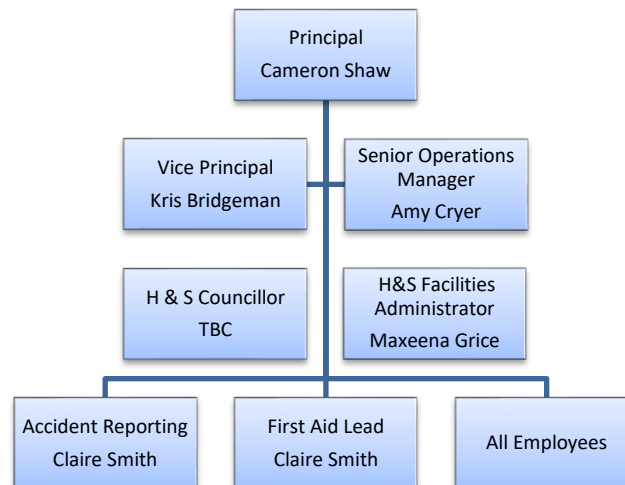 Principal
Cameron Shaw
Vice Principal
Kris Bridgeman
Senior Operations
Manager
Amy Cryer
H & S Councillor
TBC
H&S Facilities
Administrator
Maxeena Grice
Accident Reporting
Claire Smith
First Aid Lead
Claire Smith
All Employees